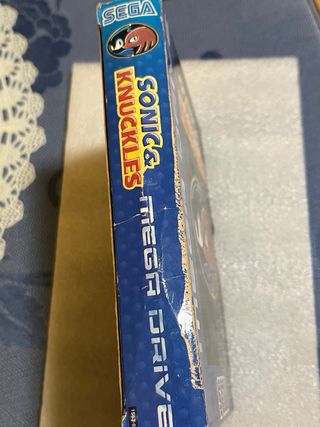 SEGA
SONIC &
KNUCKLES
MEGA DRIVE